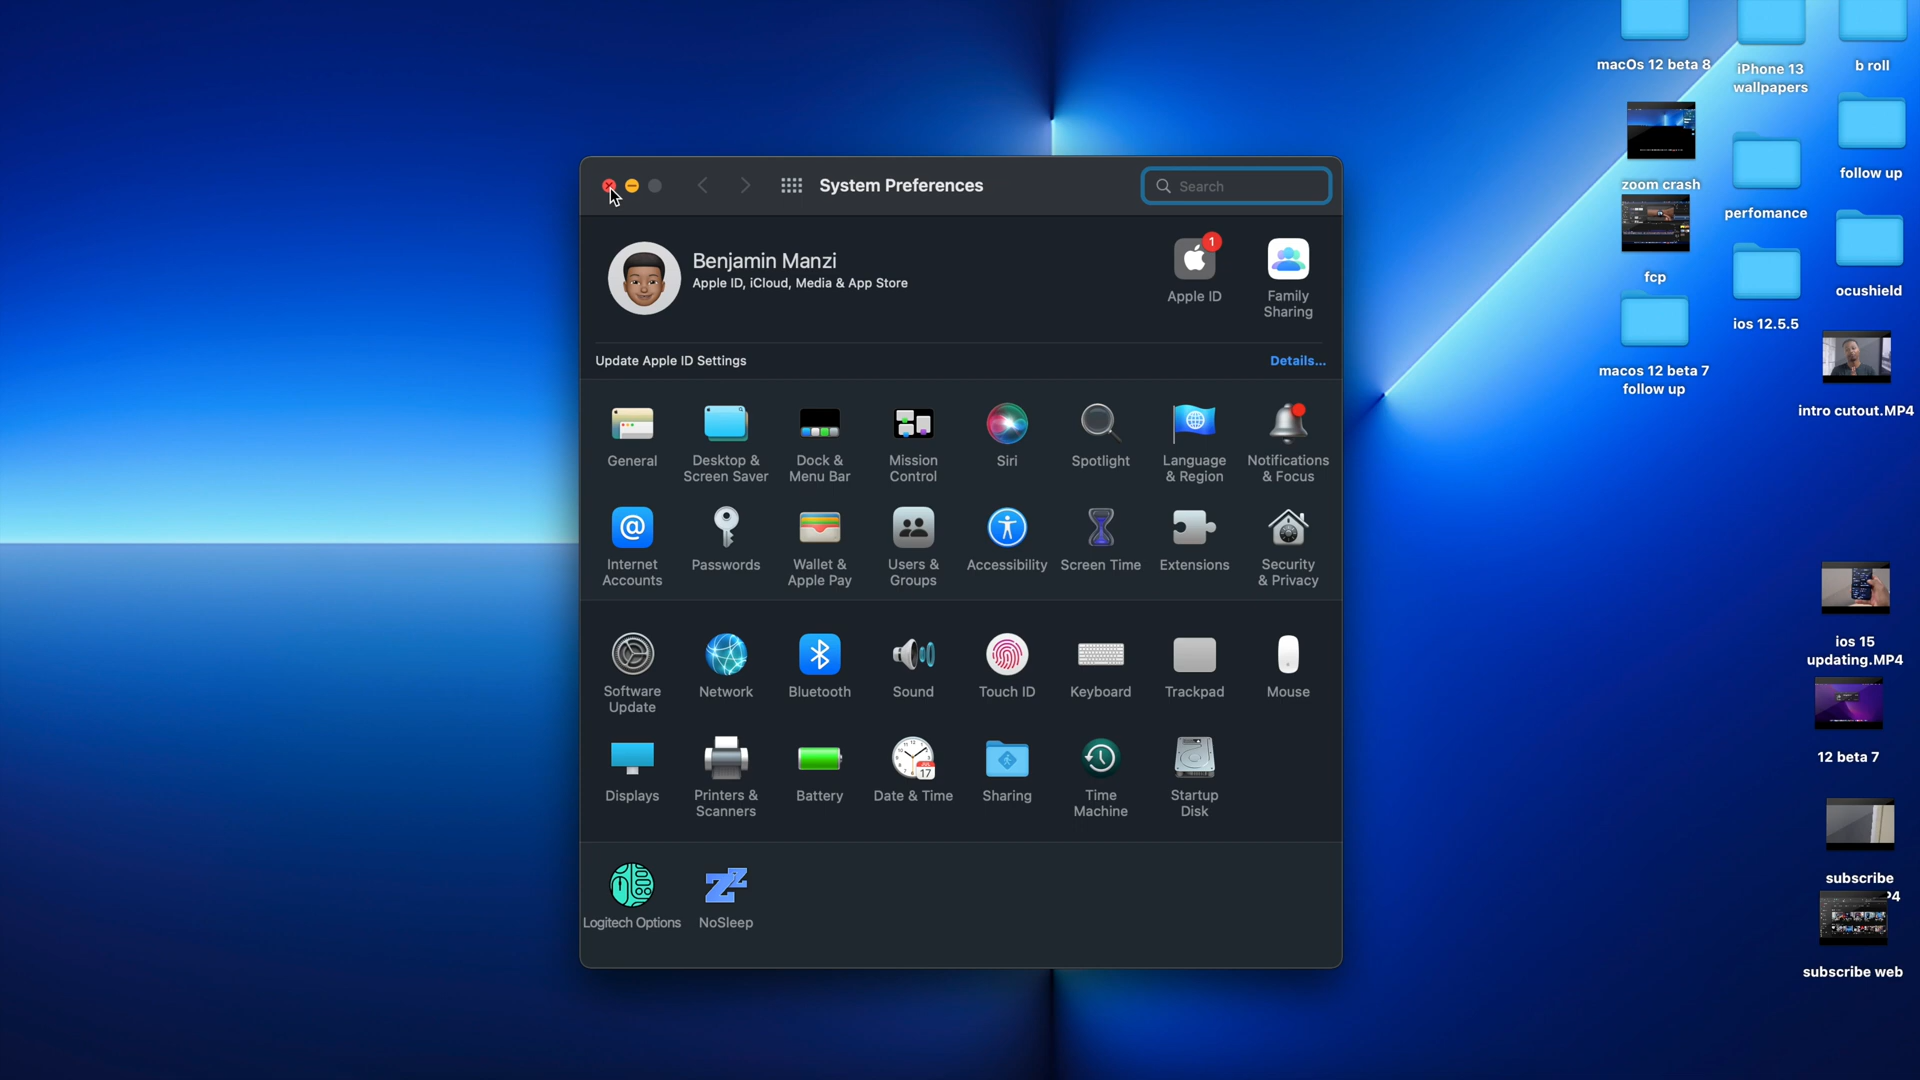 System Preferences
Search
Benjamin Manzi
Apple ID, iCloud, Media & App Store
1
Apple ID
Family
Sharing
Update Apple ID Settings
Details...
General
Desktop &
Screen Saver
Dock &
Menu Bar
Mission
Control
Siri
Spotlight
Language
& Region
Notifications
& Focus
Internet
Accounts
Passwords
Wallet &
Apple Pay
Users &
Groups
Accessibility
Screen Time
Extensions
Security
& Privacy
Software
Update
Network
Bluetooth
Sound
Touch ID
Keyboard
Trackpad
Mouse
Displays
Printers &
Scanners
Battery
17
Date & Time
Sharing
Time
Machine
Startup
Disk
Logitech Options
NoSleep
macOs 12 beta 8
iPhone 13
wallpapers
b roll
zoom crash
perfomance
follow up
fcp
ios 12.5.5
ocushield
macos 12 beta 7
follow up
intro cutout.MP4
ios 15
updating.MP4
12 beta 7
subscribe
P4
subscribe web